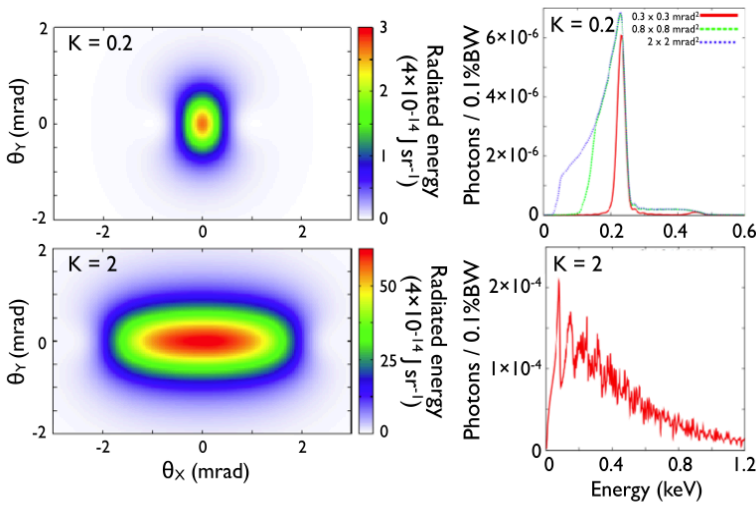 K = 0.2
2
0
-2
θY (mrad)
-2
0
2
3
2
1
0
Radiated energy
(4×10⁻¹⁴ J sr⁻¹)
K = 0.2
0.3 x 0.3 mrad²
0.8 x 0.8 mrad²
2 x 2 mrad²
6×10⁻⁶
2×10⁻⁶
0
Photons / 0.1%BW
0
0.2
0.4
0.6
K = 2
2
0
-2
θY (mrad)
-2
0
2
θX (mrad)
50
25
0
Radiated energy
(4×10⁻¹⁴ J sr⁻¹)
K = 2
2×10⁻⁴
1×10⁻⁴
0
Photons / 0.1%BW
0
0.4
0.8
1.2
Energy (keV)